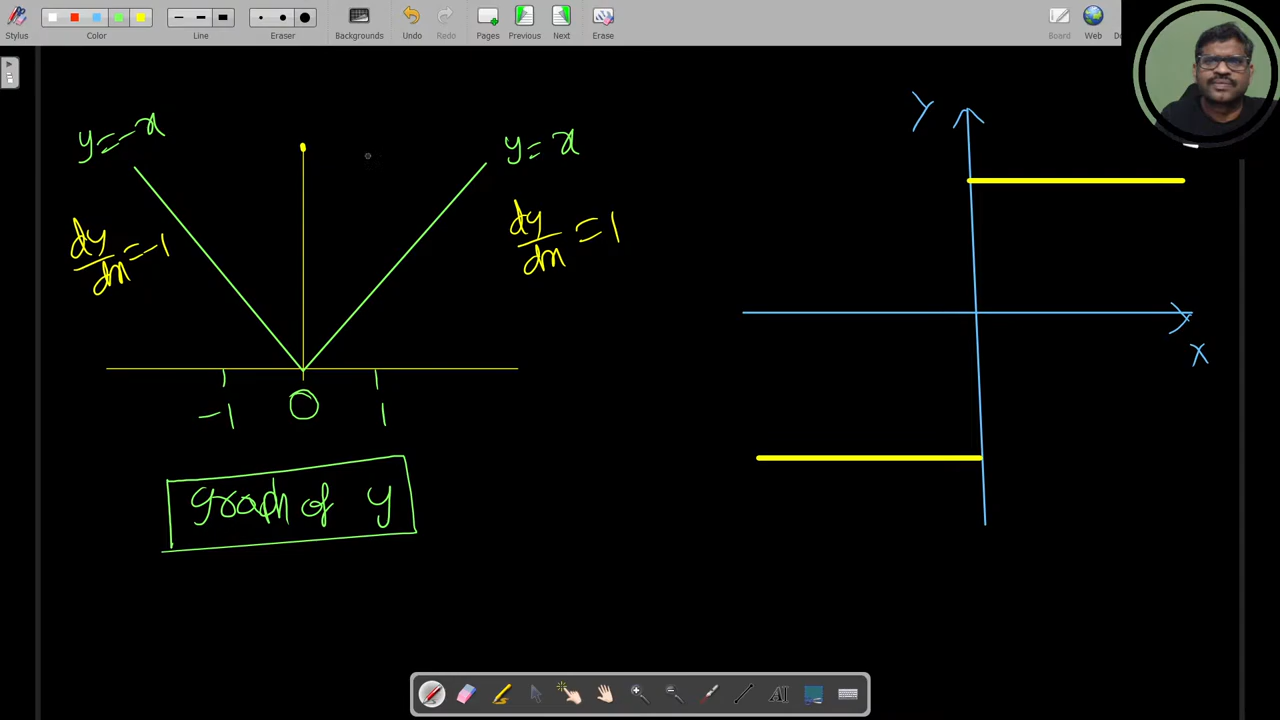 Stylus
Color
Line
Eraser
Backgrounds
Undo
Redo
Pages
Previous
Next
Erase
Board
Web
y=-x
y=x
dy/dx=-1
dy/dx=1
-1
0
1
graph of y
Y
X
AI